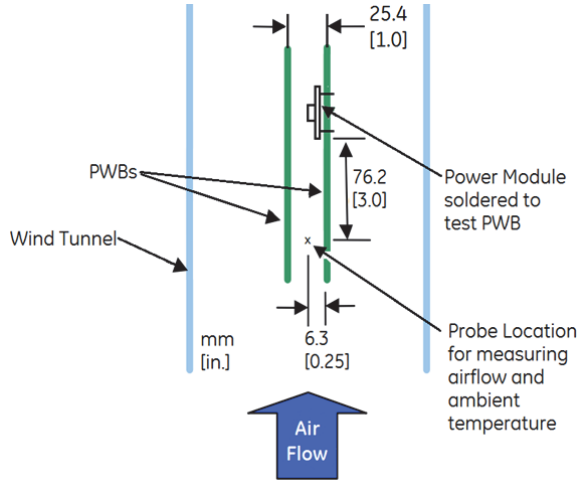 25.4
[1.0]
PWBs
76.2
[3.0]
Power Module
soldered to
test PWB
Wind Tunnel
x
mm
[in.]
6.3
[0.25]
Probe Location
for measuring
airflow and
ambient
temperature
Air
Flow